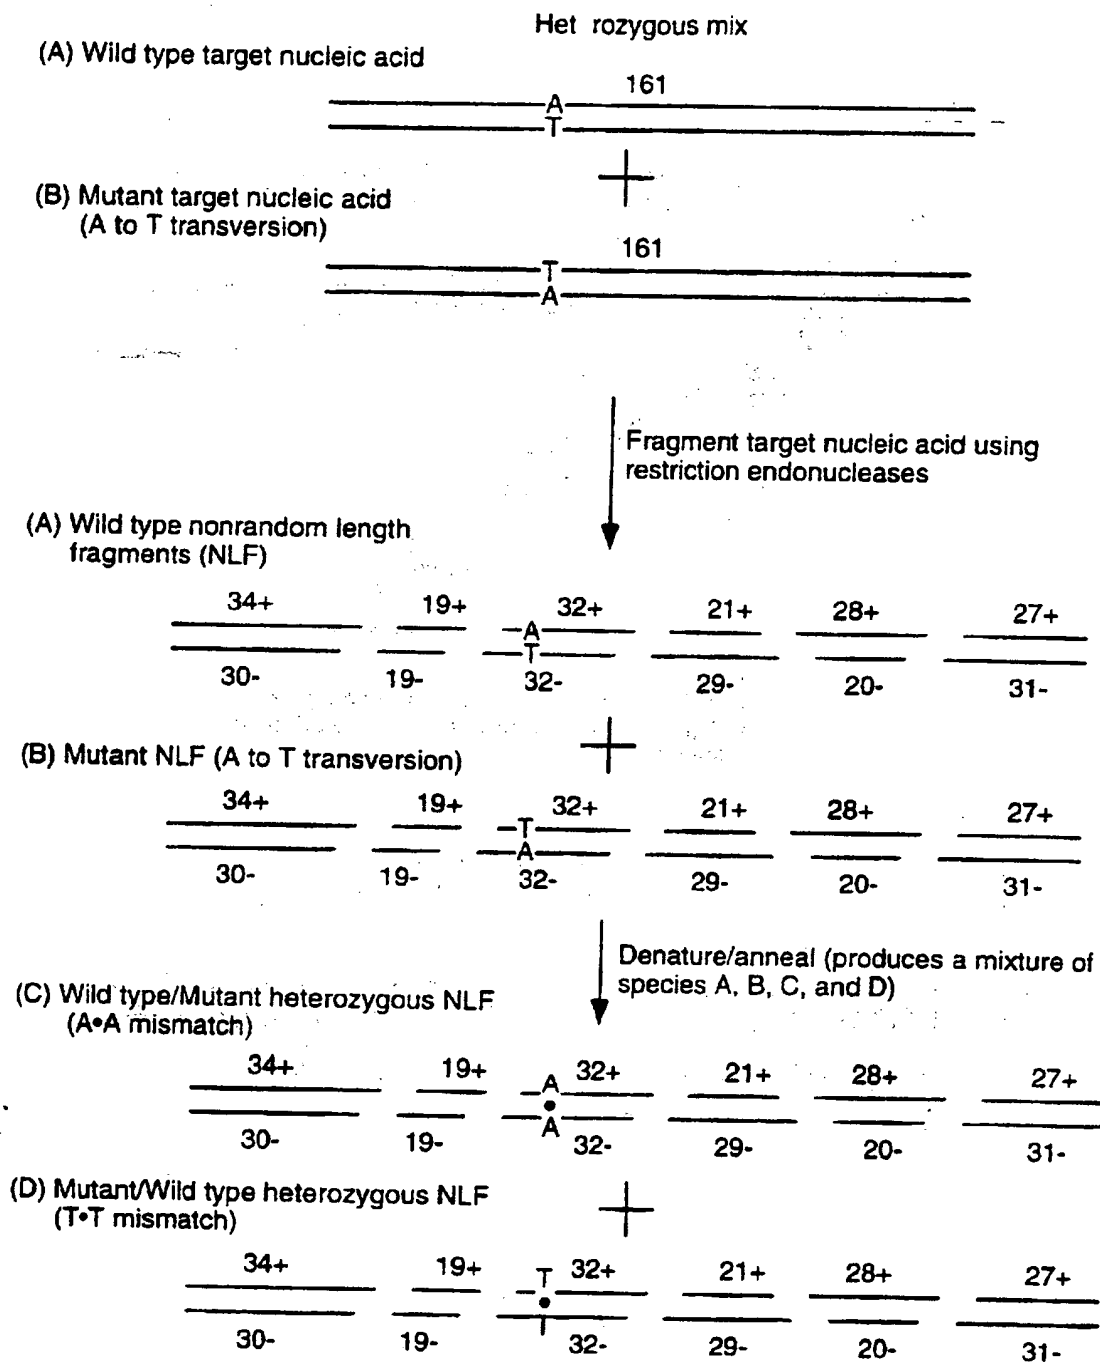 Het rozygous mix
(A) Wild type target nucleic acid
161
A
T
(B) Mutant target nucleic acid
(A to T transversion)
161
T
A
Fragment target nucleic acid using
restriction endonucleases
(A) Wild type nonrandom length
fragments (NLF)
34+ 19+ 32+ 21+ 28+ 27+
A
T
30- 19- 32- 29- 20- 31-
(B) Mutant NLF (A to T transversion)
34+ 19+ 32+ 21+ 28+ 27+
T
A
30- 19- 32- 29- 20- 31-
Denature/anneal (produces a mixture of
species A, B, C, and D)
(C) Wild type/Mutant heterozygous NLF
(A•A mismatch)
34+ 19+ A 32+ 21+ 28+ 27+
A
30- 19- 32- 29- 20- 31-
(D) Mutant/Wild type heterozygous NLF
(T•T mismatch)
34+ 19+ T 32+ 21+ 28+ 27+
T
30- 19- 32- 29- 20- 31-